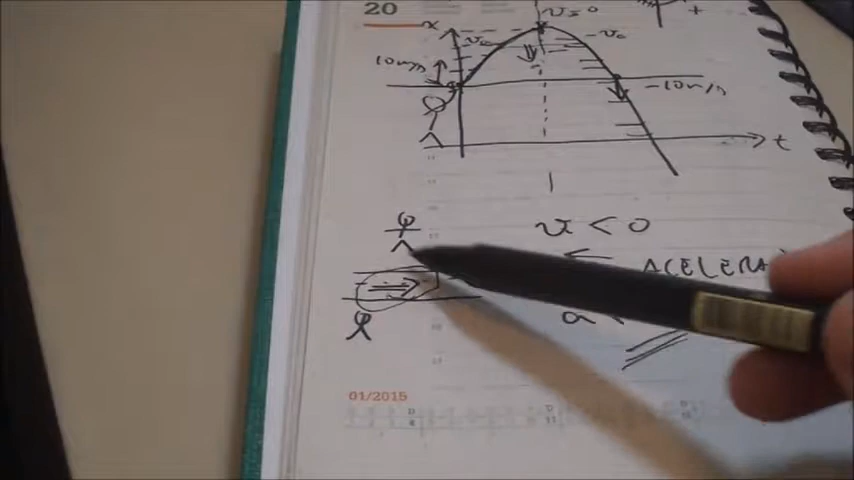 20
x
v=0
v₀
v₀
10m/s
-10m/s
t
v < 0
ACELERA
a <
01/2015